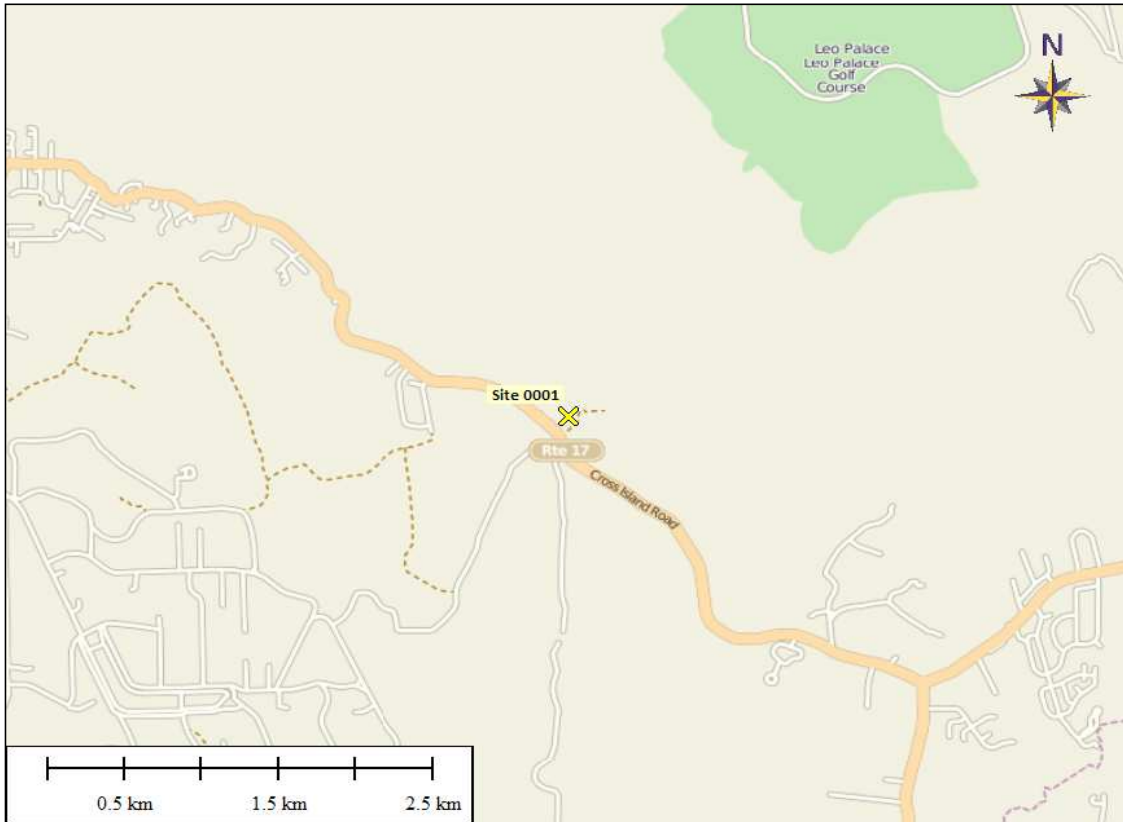 Leo Palace
Leo Palace
Golf
Course
N
Site 0001
Rte 17
Cross Island Road
0.5 km
1.5 km
2.5 km